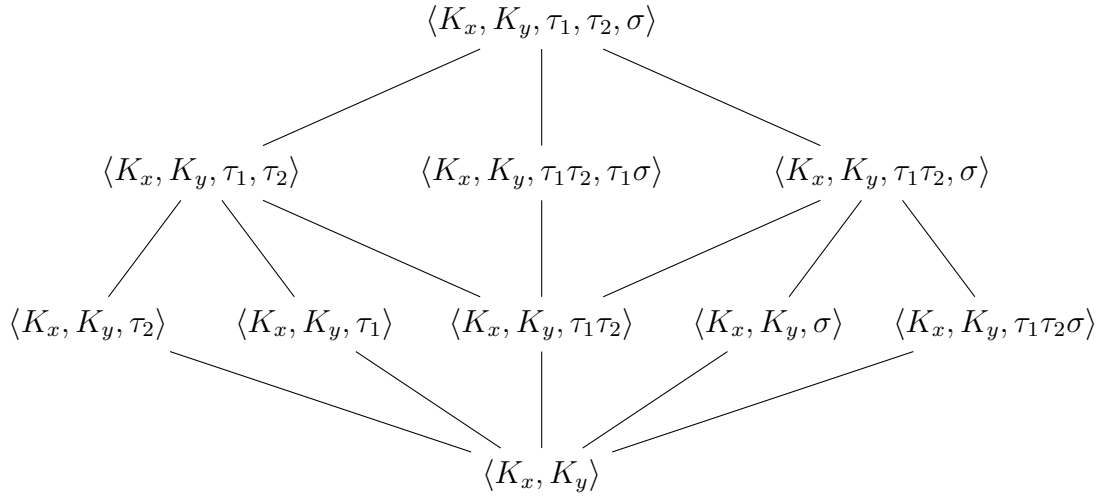 ⟨K_x, K_y, τ_1, τ_2, σ⟩
⟨K_x, K_y, τ_1, τ_2⟩ ⟨K_x, K_y, τ_1τ_2, τ_1σ⟩ ⟨K_x, K_y, τ_1τ_2, σ⟩
⟨K_x, K_y, τ_2⟩ ⟨K_x, K_y, τ_1⟩ ⟨K_x, K_y, τ_1τ_2⟩ ⟨K_x, K_y, σ⟩ ⟨K_x, K_y, τ_1τ_2σ⟩
⟨K_x, K_y⟩